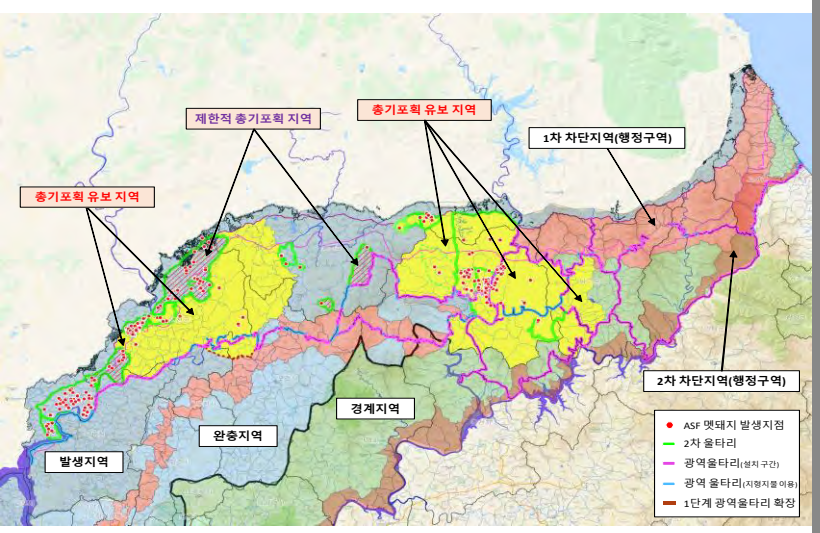 제한적 총기포획 지역
총기포획 유보 지역
1차 차단지역(행정구역)
총기포획 유보 지역
2차 차단지역(행정구역)
경계지역
완충지역
발생지역
ASF 멧돼지 발생지점
2차 울타리
광역울타리(설치 구간)
광역 울타리(지형지물 이용)
1단계 광역울타리 확장